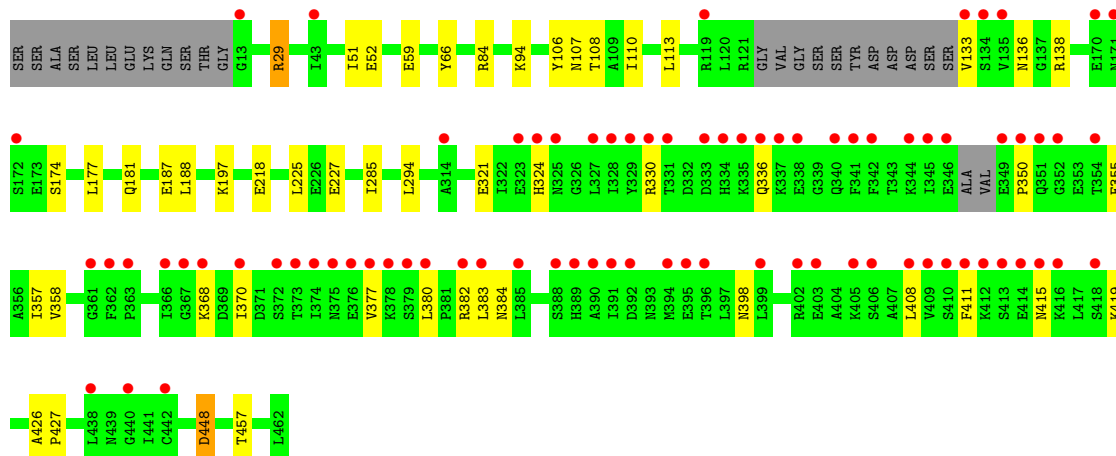 SER SER ALA SER LEU LEU GLU LYS GLN SER THR GLY G13 R29 I43 I51 E52 E59 Y66 R84 K94 Y106 N107 T108 A109 I110 L113 R119 L120 R121 GLY VAL GLY SER SER TYR ASP ASP ASP SER SER V133 S134 V135 N136 G137 R138 E170 N171
S172 E173 S174 L177 Q181 E187 L188 K197 E218 L225 E226 E227 I285 L294 A314 E321 I322 E323 H324 N325 G326 L327 I328 Y329 R330 T331 D332 D333 H334 K335 Q336 K337 E338 G339 Q340 F341 F342 T343 K344 I345 E346 ALA VAL E349 P350 Q351 G352 E353 T354 E355
A356 I357 V358 G361 F362 P363 I366 G367 K368 D369 I370 D371 S372 T373 I374 N375 E376 V377 K378 S379 L380 P381 R382 L383 N384 L385 S388 H389 A390 I391 D392 N393 M394 E395 T396 L397 N398 L399 R402 E403 A404 K405 S406 A407 L408 V409 S410 F411 K412 S413 E414 N415 K416 L417 S418 K419
A426 P427 L438 N439 G440 I441 C442 D448 T457 L462